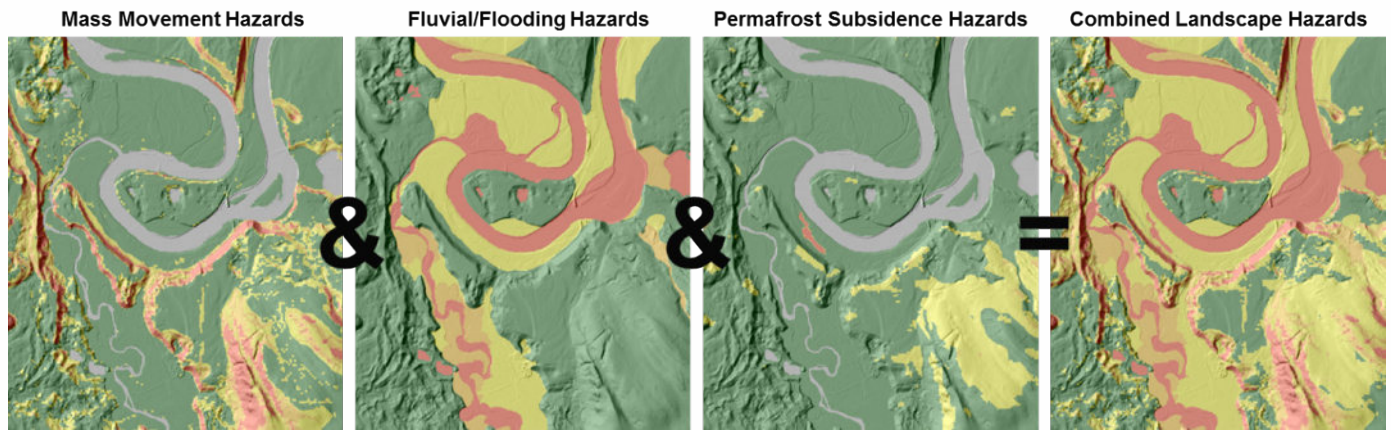 Mass Movement Hazards
Fluvial/Flooding Hazards
Permafrost Subsidence Hazards
Combined Landscape Hazards
& & =